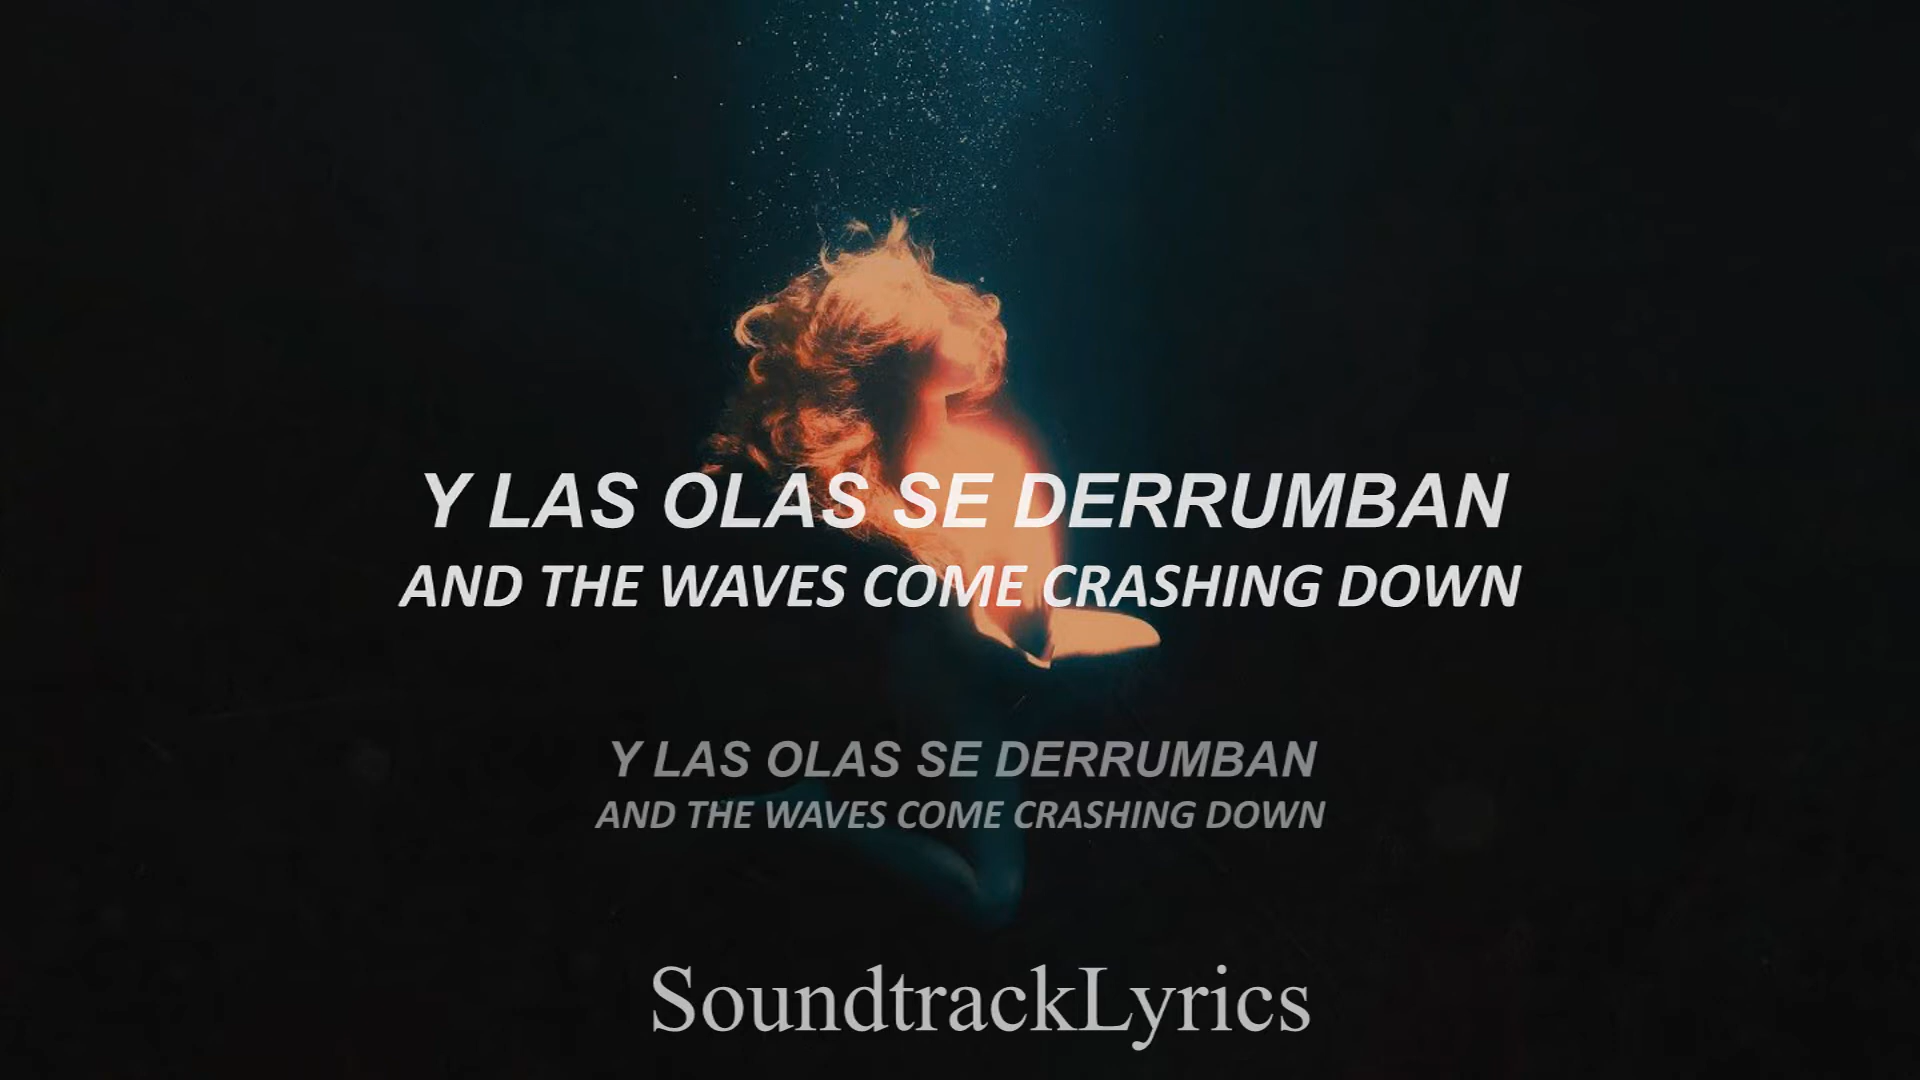 Y LAS OLAS SE DERRUMBAN
AND THE WAVES COME CRASHING DOWN
Y LAS OLAS SE DERRUMBAN
AND THE WAVES COME CRASHING DOWN
SoundtrackLyrics